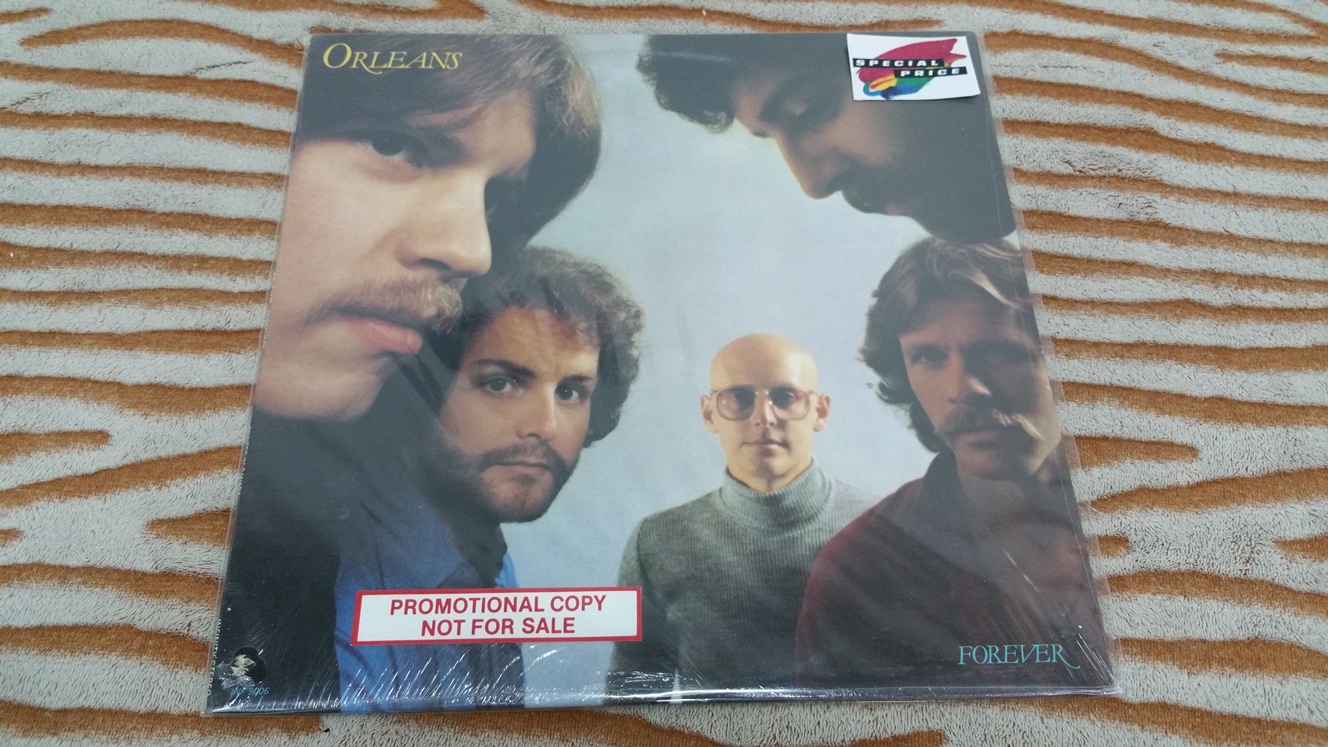 ORLEANS
SPECIAL
PRICE
PROMOTIONAL COPY
NOT FOR SALE
FOREVER